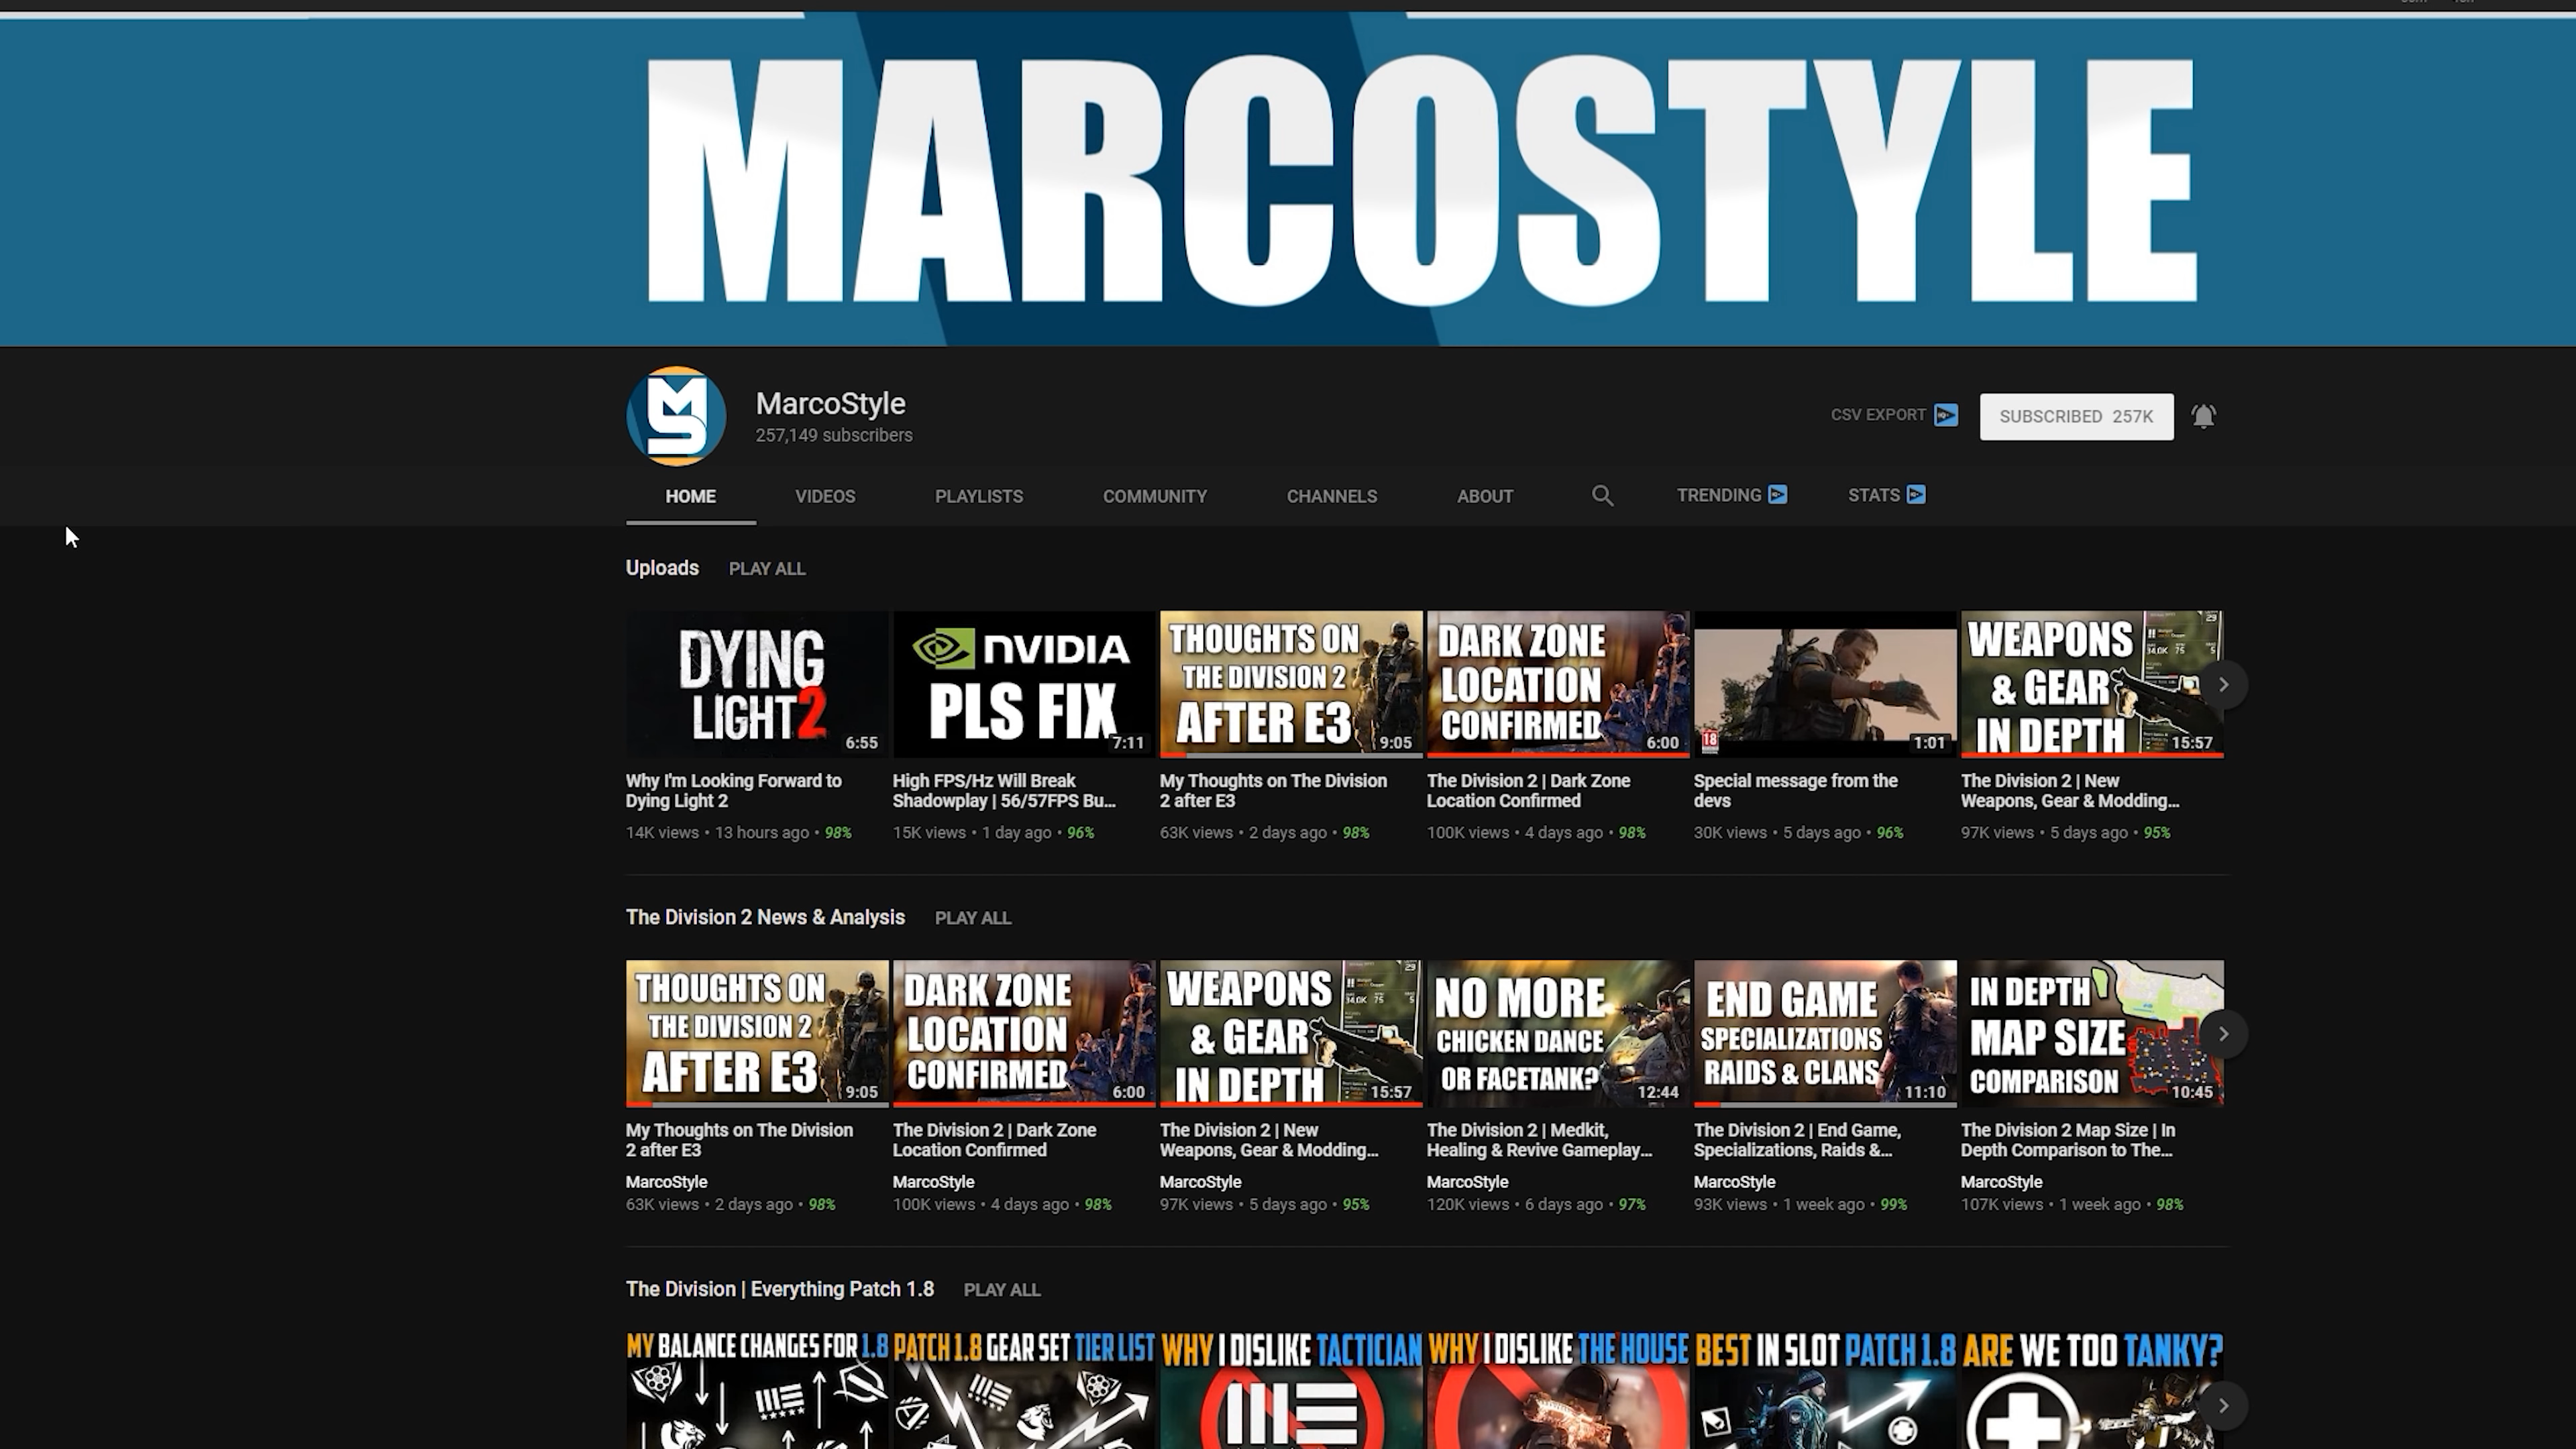 MARCOSTYLE
MarcoStyle
257,149 subscribers
CSV EXPORT
SUBSCRIBED 257K
HOME
VIDEOS
PLAYLISTS
COMMUNITY
CHANNELS
ABOUT
TRENDING
STATS
Uploads PLAY ALL
DYING
LIGHT 2
6:55
NVIDIA
PLS FIX
7:11
THOUGHTS ON
THE DIVISION 2
AFTER E3
9:05
DARK ZONE
LOCATION
CONFIRMED
6:00
18
1:01
WEAPONS
& GEAR
IN DEPTH
15:57
Why I'm Looking Forward to
Dying Light 2
14K views • 13 hours ago • 98%
High FPS/Hz Will Break
Shadowplay | 56/57FPS Bu...
15K views • 1 day ago • 96%
My Thoughts on The Division
2 after E3
63K views • 2 days ago • 98%
The Division 2 | Dark Zone
Location Confirmed
100K views • 4 days ago • 98%
Special message from the
devs
30K views • 5 days ago • 96%
The Division 2 | New
Weapons, Gear & Modding...
97K views • 5 days ago • 95%
The Division 2 News & Analysis PLAY ALL
THOUGHTS ON
THE DIVISION 2
AFTER E3
9:05
DARK ZONE
LOCATION
CONFIRMED
6:00
WEAPONS
& GEAR
IN DEPTH
15:57
NO MORE
CHICKEN DANCE
OR FACETANK?
12:44
END GAME
SPECIALIZATIONS
RAIDS & CLANS
11:10
IN DEPTH
MAP SIZE
COMPARISON
10:45
My Thoughts on The Division
2 after E3
MarcoStyle
63K views • 2 days ago • 98%
The Division 2 | Dark Zone
Location Confirmed
MarcoStyle
100K views • 4 days ago • 98%
The Division 2 | New
Weapons, Gear & Modding...
MarcoStyle
97K views • 5 days ago • 95%
The Division 2 | Medkit,
Healing & Revive Gameplay...
MarcoStyle
120K views • 6 days ago • 97%
The Division 2 | End Game,
Specializations, Raids &...
MarcoStyle
93K views • 1 week ago • 99%
The Division 2 Map Size | In
Depth Comparison to The...
MarcoStyle
107K views • 1 week ago • 98%
The Division | Everything Patch 1.8 PLAY ALL
MY BALANCE CHANGES FOR 1.8
PATCH 1.8 GEAR SET TIER LIST
WHY I DISLIKE TACTICIAN
WHY I DISLIKE THE HOUSE
BEST IN SLOT PATCH 1.8
ARE WE TOO TANKY?